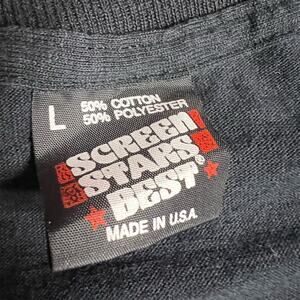 L
50% COTTON
50% POLYESTER
SCREEN
STARS
BEST®
MADE IN U.S.A.